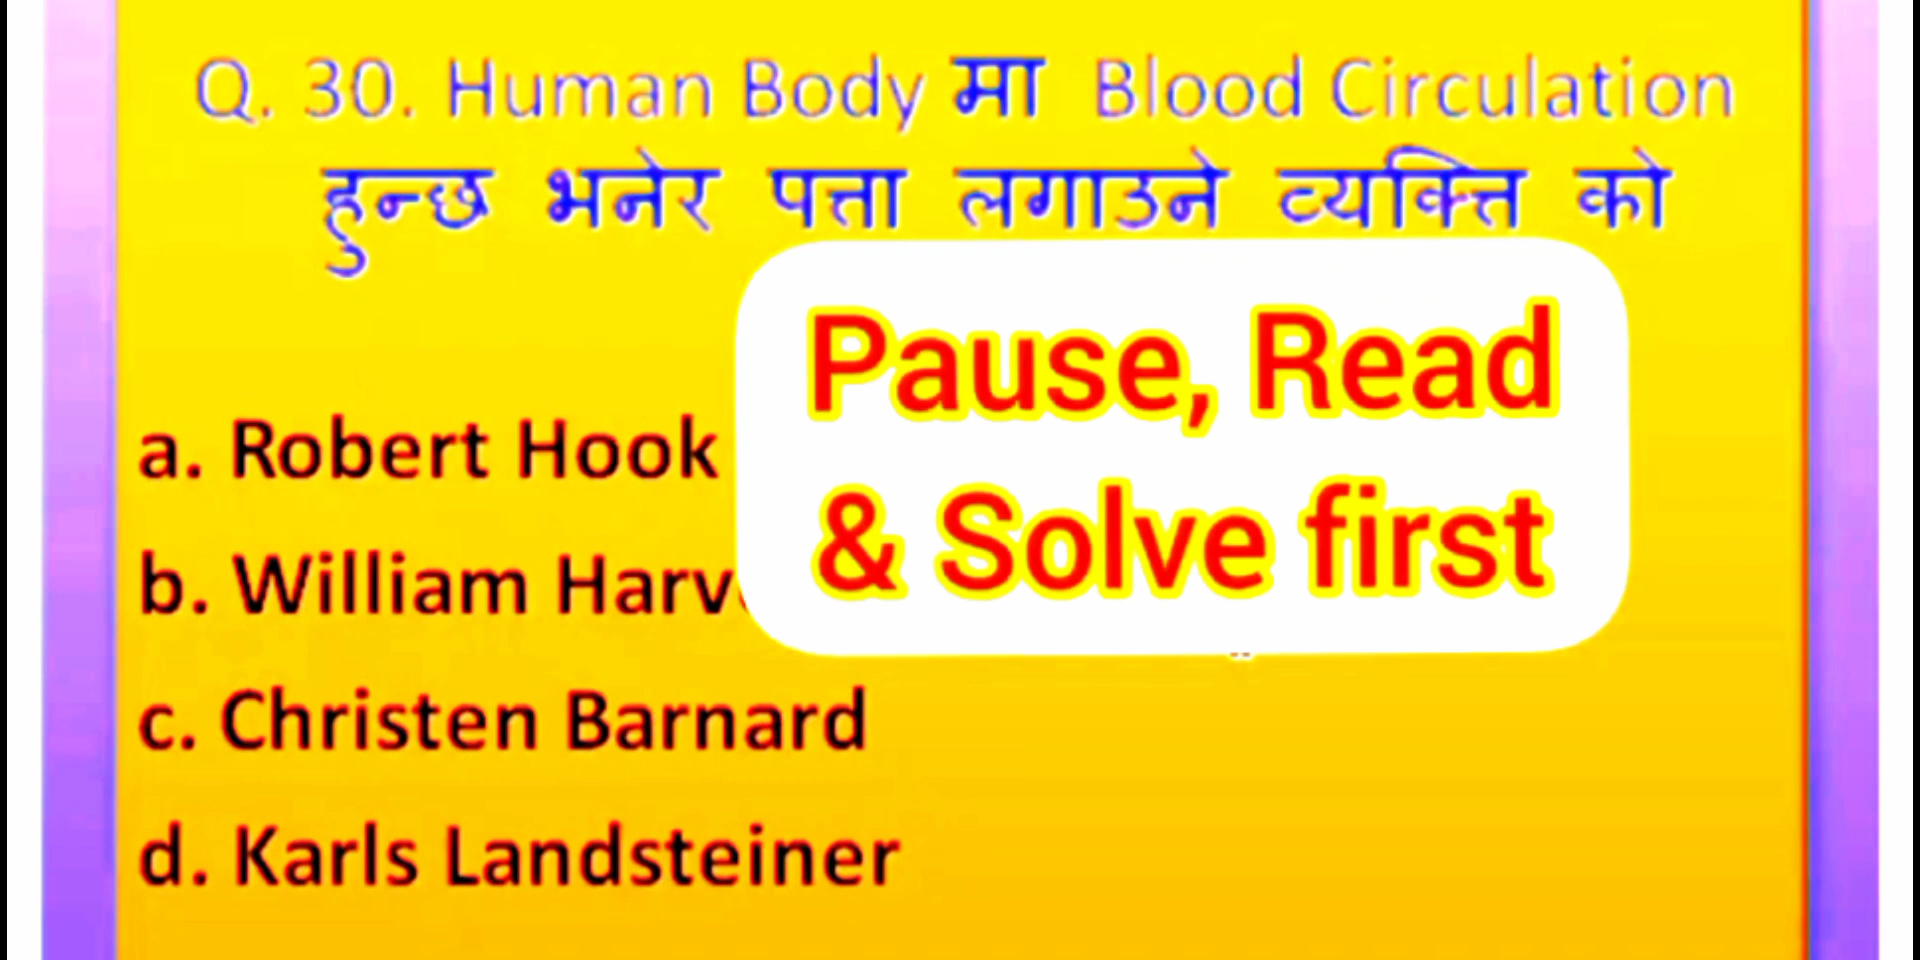 Q. 30. Human Body मा Blood Circulation
हुन्छ भनेर पत्ता लगाउने व्यक्ति को
Pause, Read
& Solve first
a. Robert Hook
b. William
c. Christen Barnard
d. Karls Landsteiner